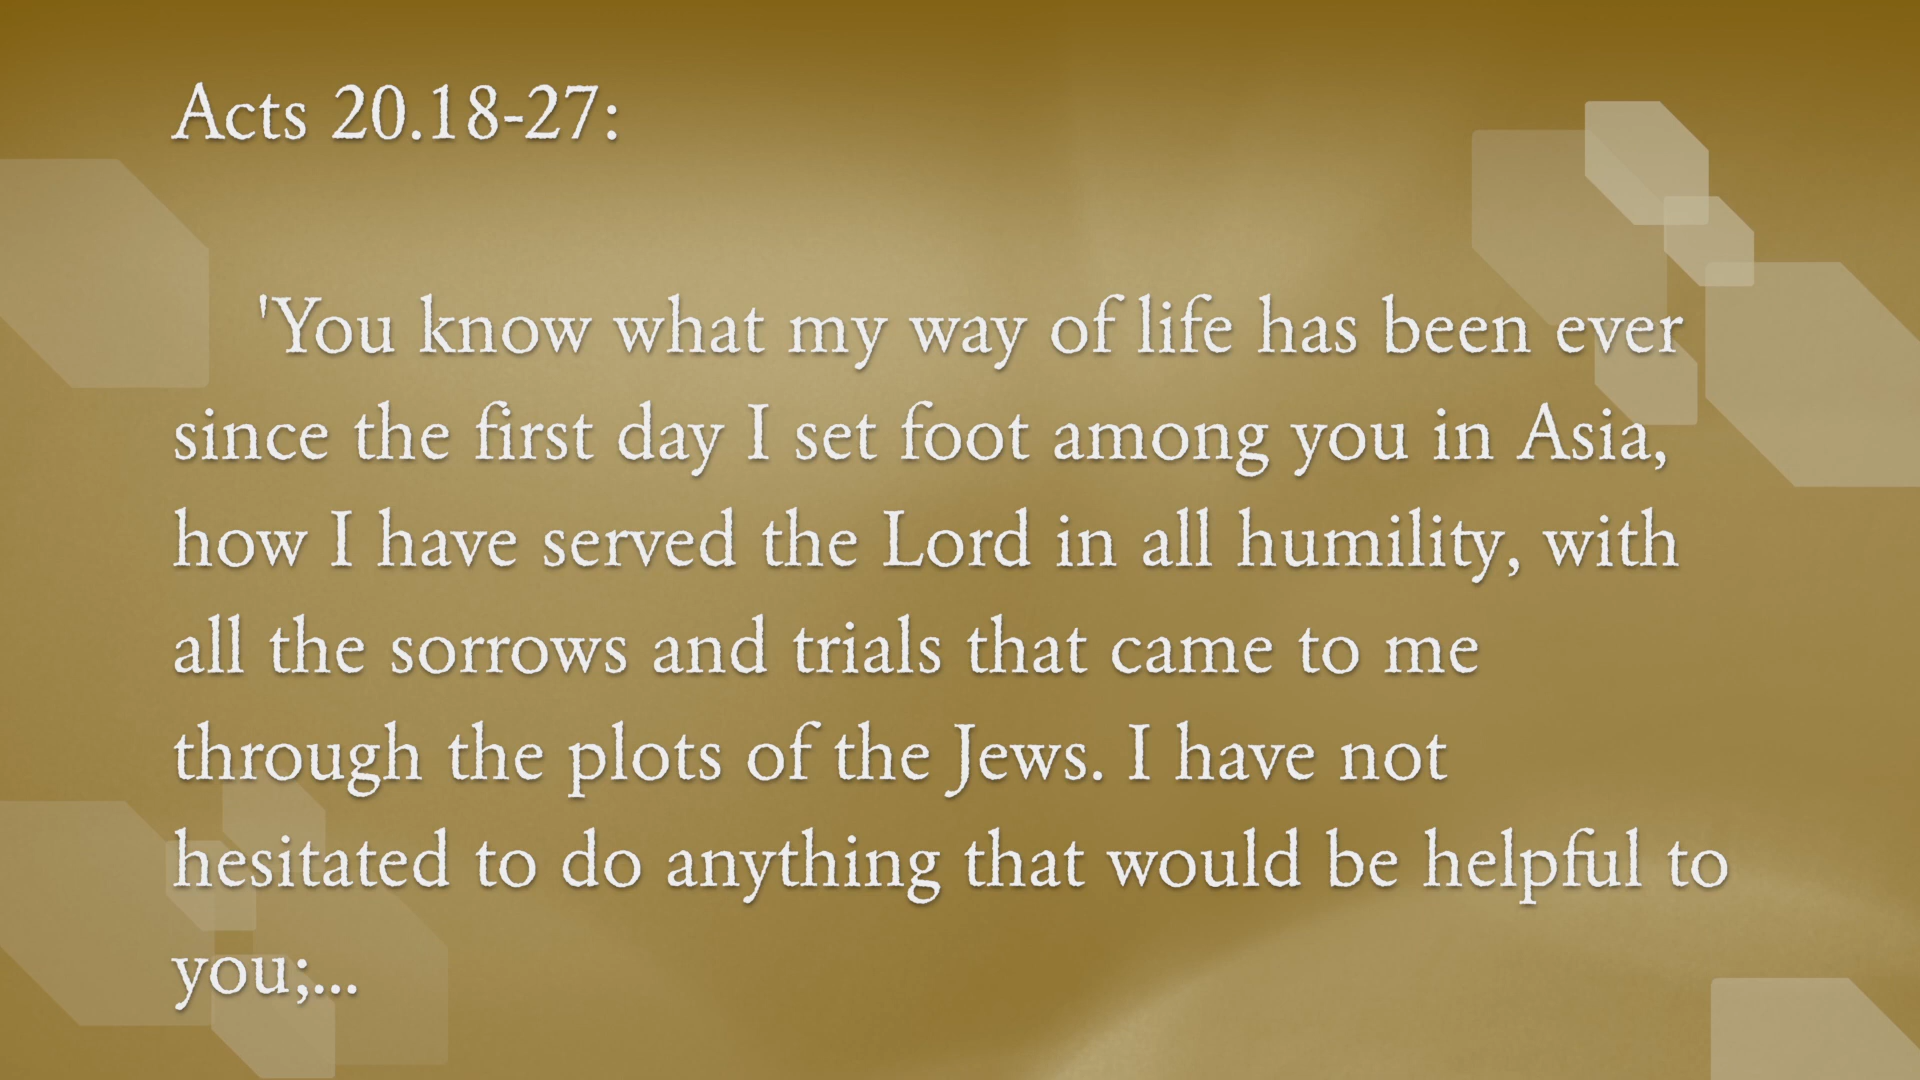 Acts 20.18-27:
'You know what my way of life has been ever
since the first day I set foot among you in Asia,
how I have served the Lord in all humility, with
all the sorrows and trials that came to me
through the plots of the Jews. I have not
hesitated to do anything that would be helpful to
you;...